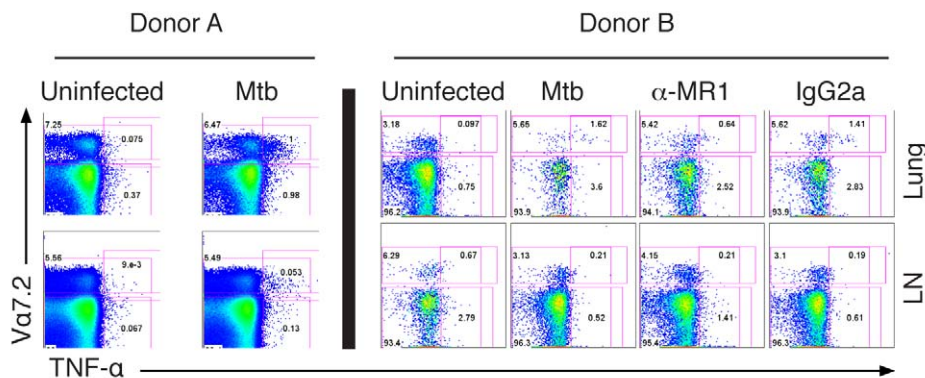 Donor A Donor B
Uninfected Mtb Uninfected Mtb α-MR1 IgG2a
7.25 0.075 0.37
6.47 1 0.98
3.18 0.097 0.75 96.2
5.65 1.62 3.6 93.9
5.42 0.64 2.52 94.1
5.62 1.41 2.83 93.9
Lung
5.56 9.e-3 0.067
5.49 0.053 0.13
6.29 0.67 2.79 93.4
3.13 0.21 0.52 96.3
4.15 0.21 1.41 95.4
3.1 0.19 0.61 96.3
LN
Vα7.2
TNF-α